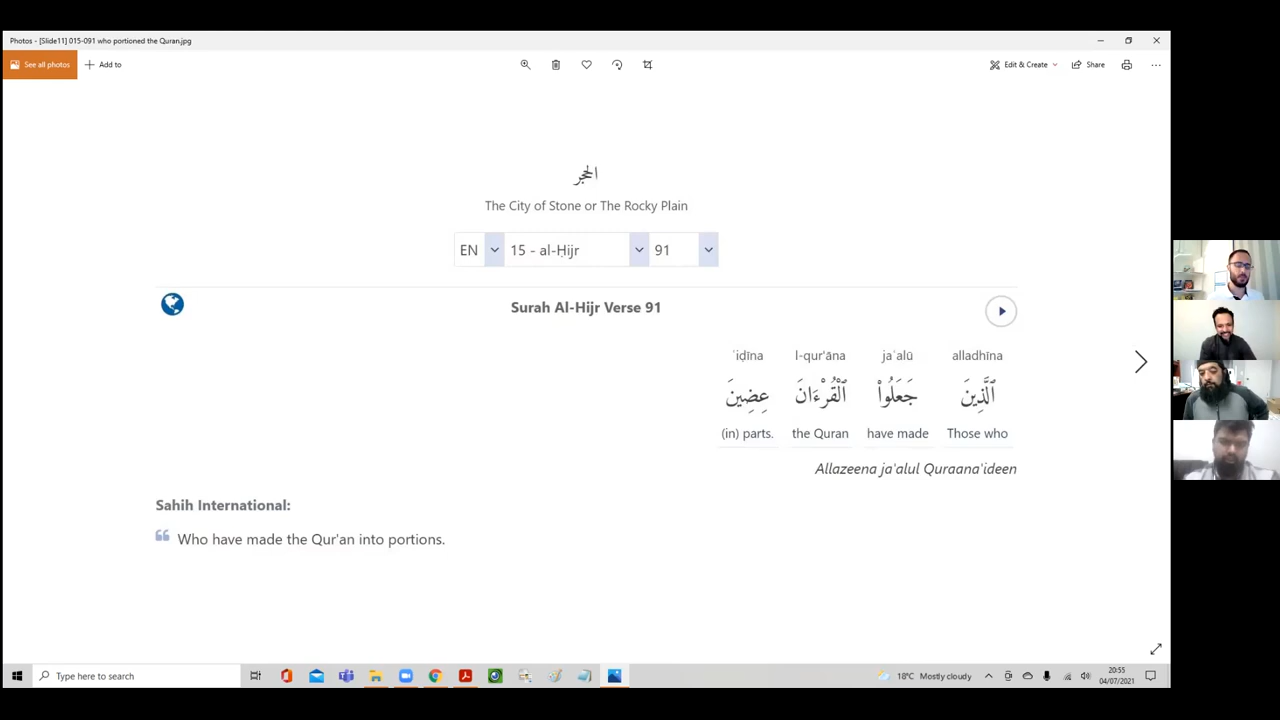 Photos - [Slide11] 015-091 who portioned the Quran.jpg
See all photos
Add to
Edit & Create
Share
الحجر
The City of Stone or The Rocky Plain
EN
15 - al-Ḥijr
91
Surah Al-Hijr Verse 91
ʿiḍīna l-qur'āna jaʿalū alladhīna
ٱلَّذِينَ جَعَلُوا۟ ٱلْقُرْءَانَ عِضِينَ
(in) parts. the Quran have made Those who
Allazeena ja'alul Quraana'ideen
Sahih International:
Who have made the Qur'an into portions.
Type here to search
18°C Mostly cloudy
20:55
04/07/2021